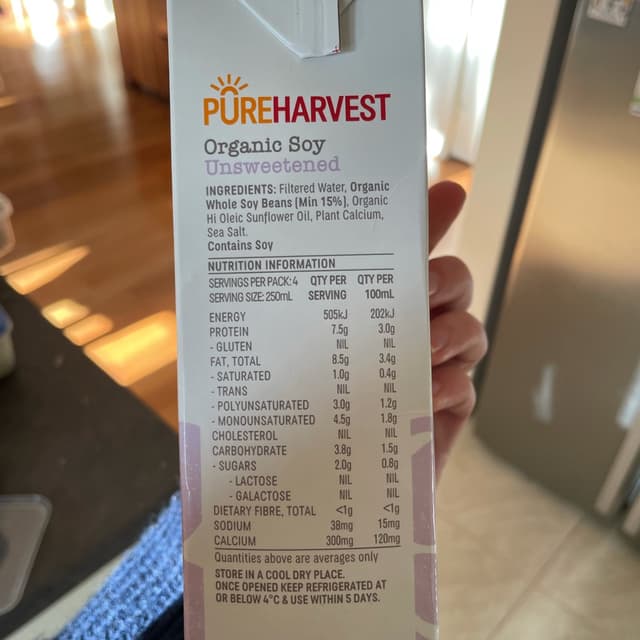 PUREHARVEST
Organic Soy
Unsweetened
INGREDIENTS: Filtered Water, Organic
Whole Soy Beans (Min 15%), Organic
Hi Oleic Sunflower Oil, Plant Calcium,
Sea Salt.
Contains Soy
NUTRITION INFORMATION
SERVINGS PER PACK: 4 QTY PER QTY PER
SERVING SIZE: 250mL SERVING 100mL
ENERGY 505kJ 202kJ
PROTEIN 7.5g 3.0g
- GLUTEN NIL NIL
FAT, TOTAL 8.5g 3.4g
- SATURATED 1.0g 0.4g
- TRANS NIL NIL
- POLYUNSATURATED 3.0g 1.2g
- MONOUNSATURATED 4.5g 1.8g
CHOLESTEROL NIL NIL
CARBOHYDRATE 3.8g 1.5g
- SUGARS 2.0g 0.8g
- LACTOSE NIL NIL
- GALACTOSE NIL NIL
DIETARY FIBRE, TOTAL <1g <1g
SODIUM 38mg 15mg
CALCIUM 300mg 120mg
Quantities above are averages only
STORE IN A COOL DRY PLACE.
ONCE OPENED KEEP REFRIGERATED AT
OR BELOW 4°C & USE WITHIN 5 DAYS.